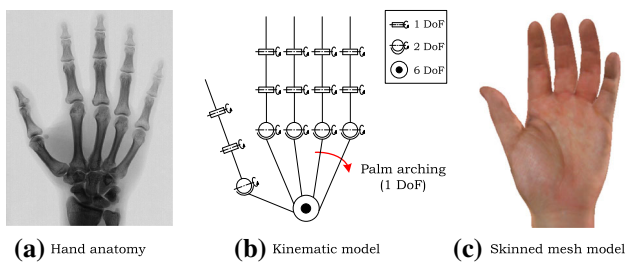 1 DoF
2 DoF
6 DoF
Palm arching
(1 DoF)
(a) Hand anatomy
(b) Kinematic model
(c) Skinned mesh model